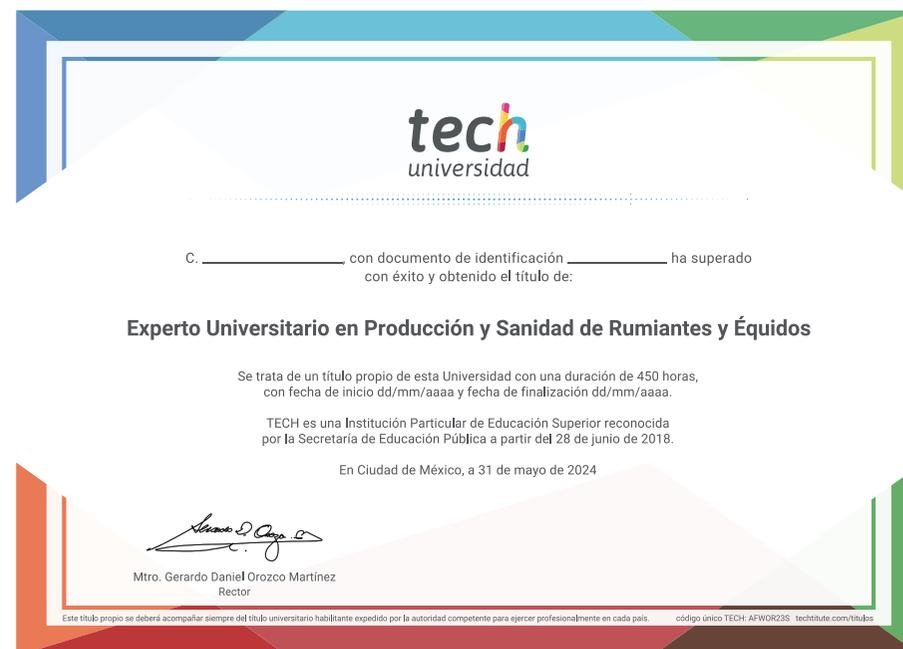 tech
universidad
C. ____________, con documento de identificación ____________ ha superado
con éxito y obtenido el título de:
Experto Universitario en Producción y Sanidad de Rumiantes y Équidos
Se trata de un título propio de esta Universidad con una duración de 450 horas,
con fecha de inicio dd/mm/aaaa y fecha de finalización dd/mm/aaaa.
TECH es una Institución Particular de Educación Superior reconocida
por la Secretaría de Educación Pública a partir del 28 de junio de 2018.
En Ciudad de México, a 31 de mayo de 2024
Mtro. Gerardo Daniel Orozco Martínez
Rector
Este título propio se deberá acompañar siempre del título universitario habilitante expedido por la autoridad competente para ejercer profesionalmente en cada país. código único TECH: AFWOR23S techtitute.com/titulos